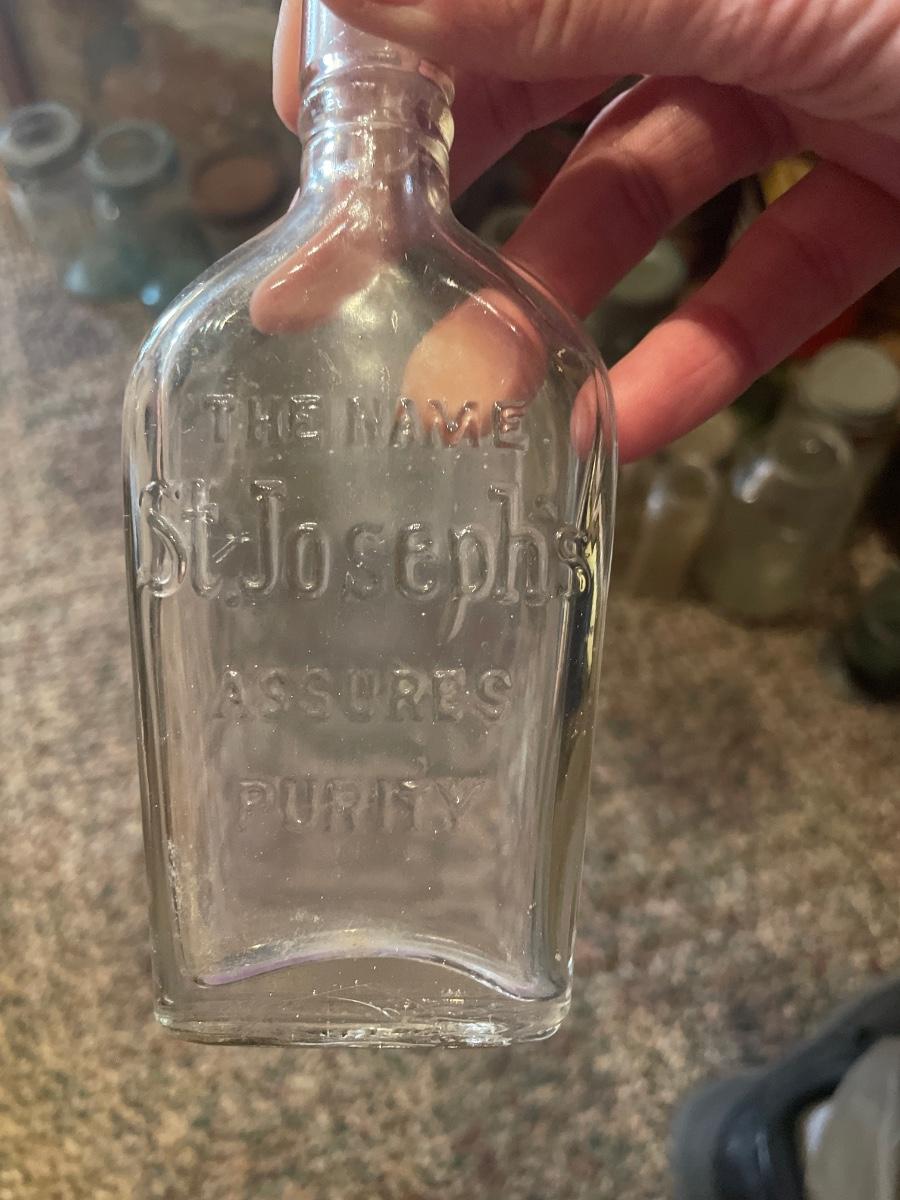 THE NAME
St. Joseph's
ASSURES
PURITY